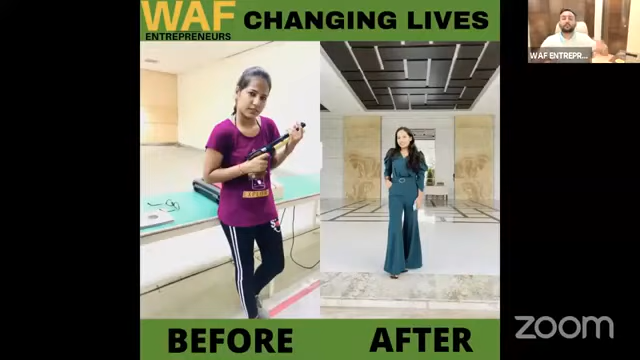 WAF CHANGING LIVES
ENTREPRENEURS
WAF ENTREPR...
BEFORE AFTER
zoom